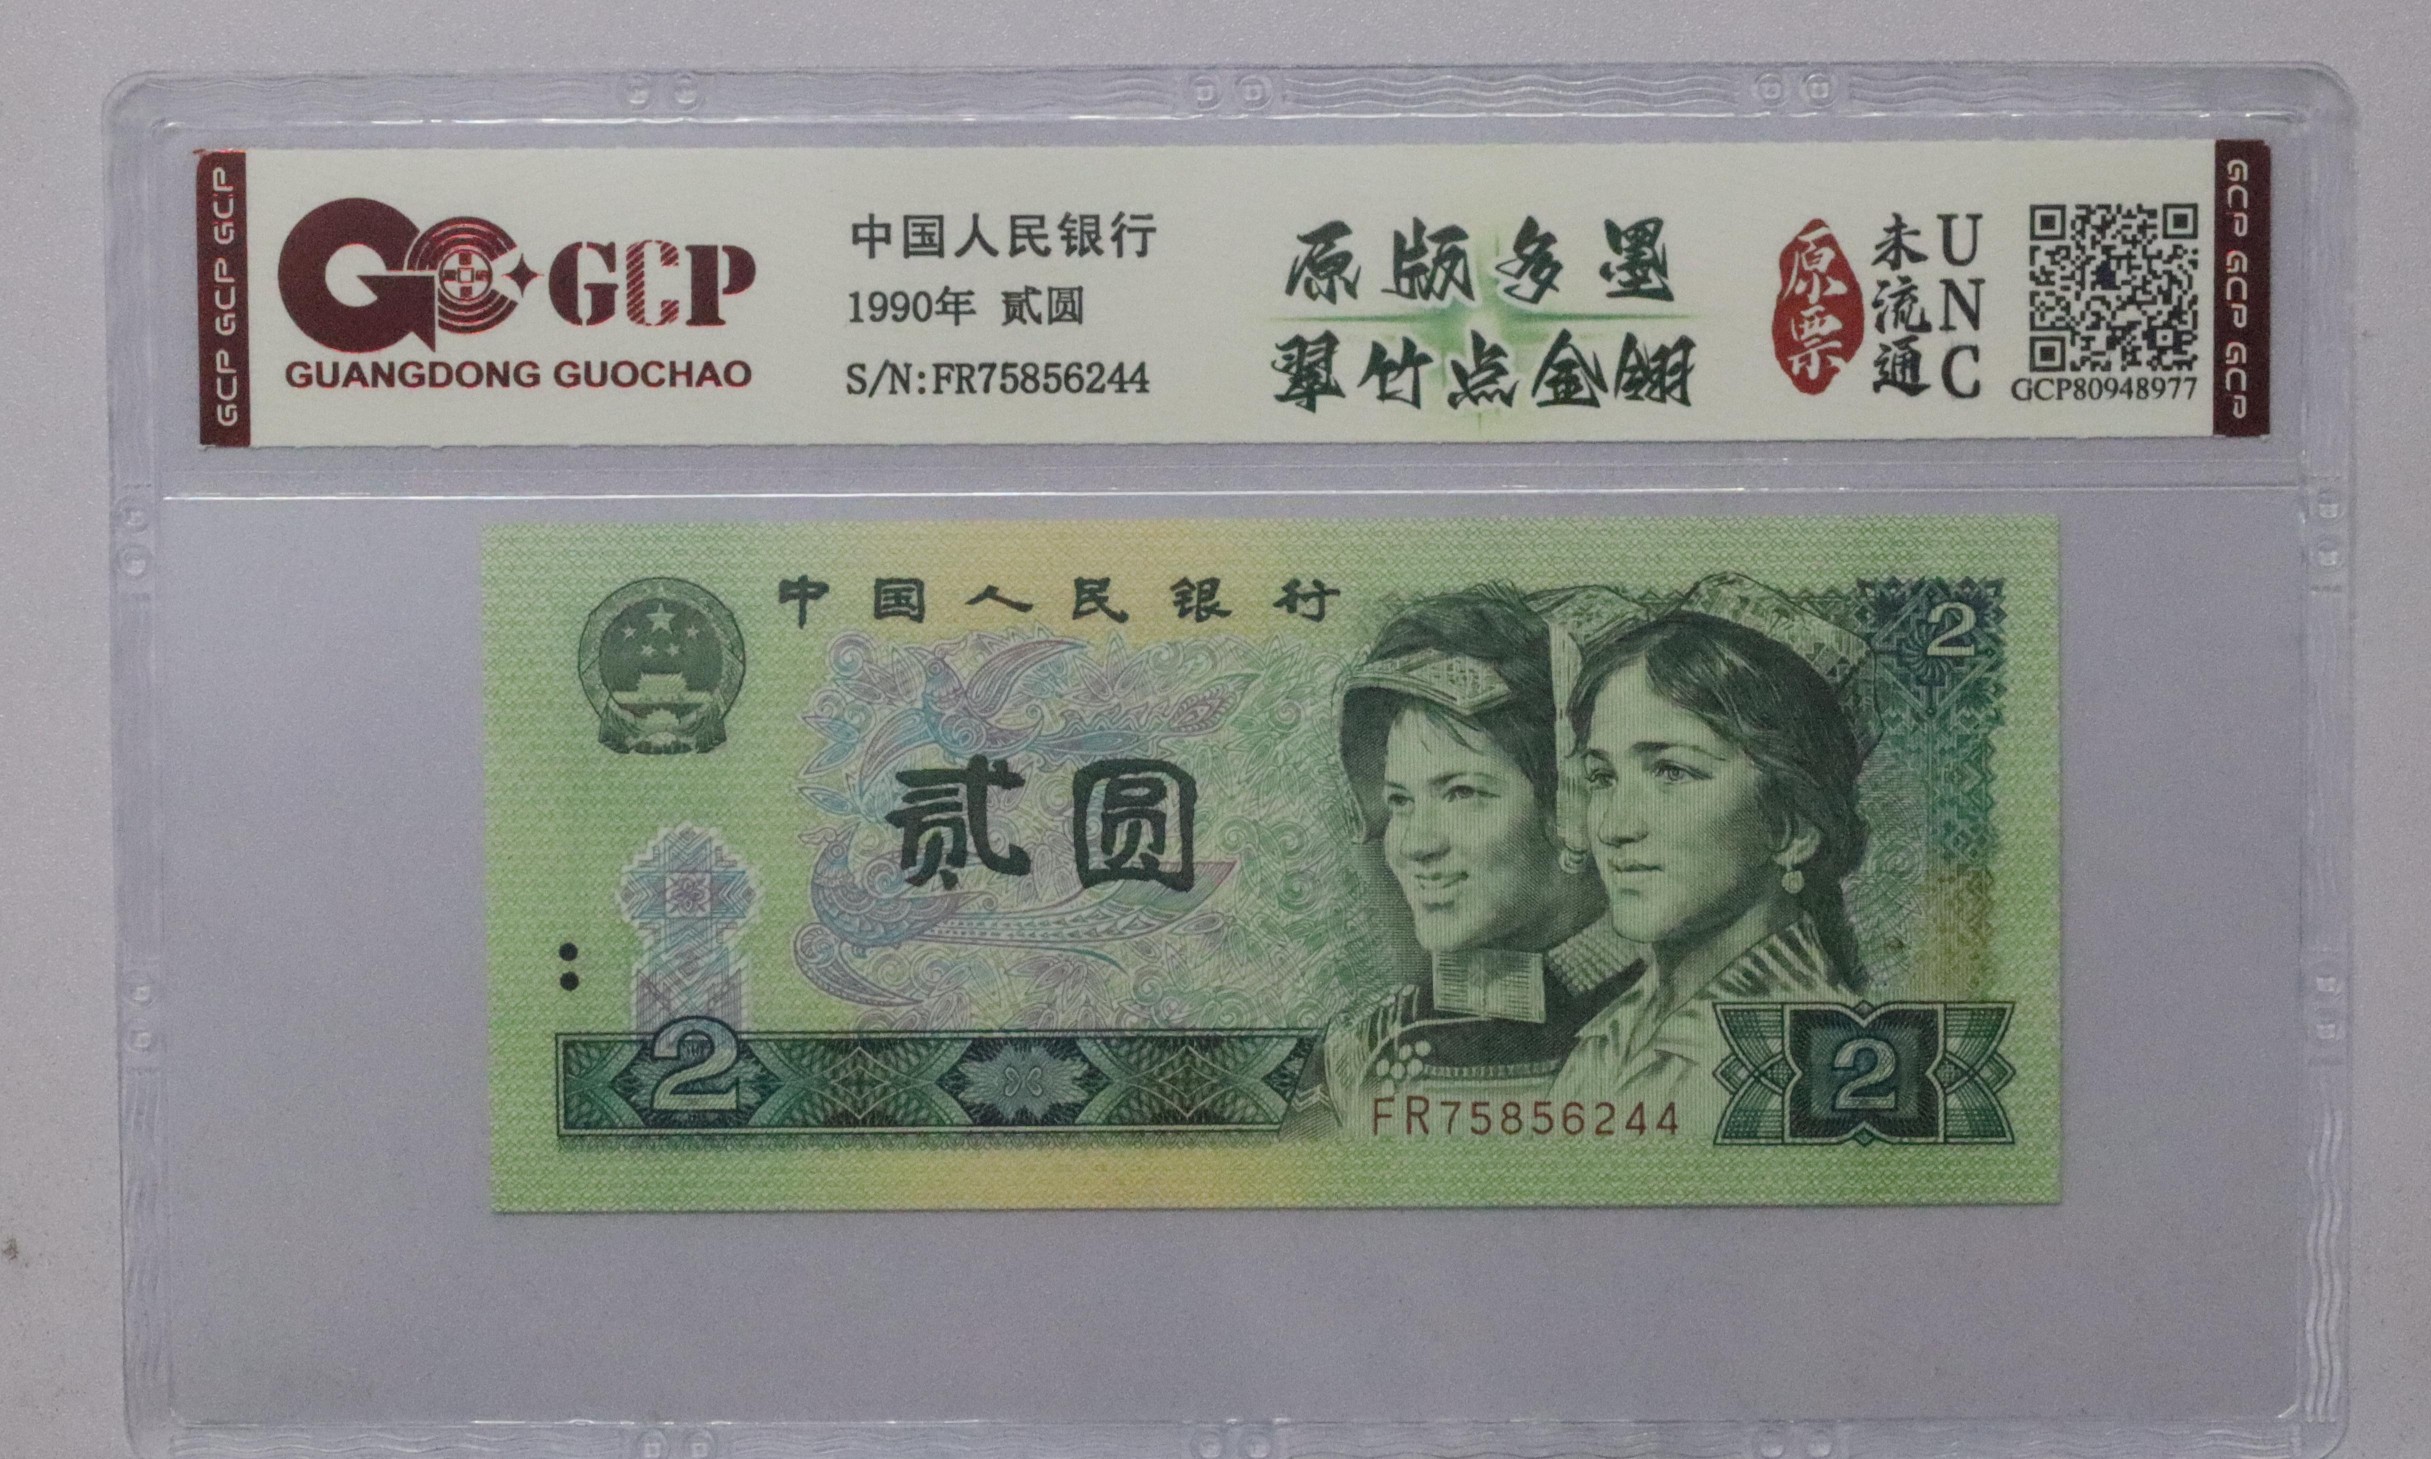 GCP GCP GCP
GCP
GUANGDONG GUOCHAO
中国人民银行
1990年 贰圆
S/N:FR75856244
原版多墨
翠竹点金翎
原票
未流通
UNC
GCP80948977
GCP GCP GCP
中国人民银行
2
贰圆
2
FR75856244
2